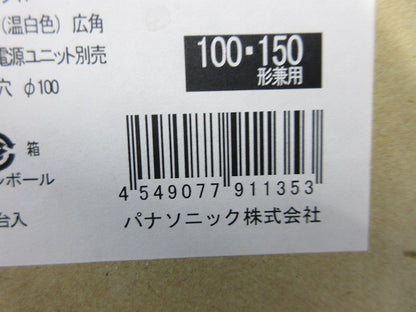 （温白色）広角
電源ユニット別売
穴 φ100
100・150
形兼用
箱
ボール
台入
4 549077 911353
パナソニック株式会社